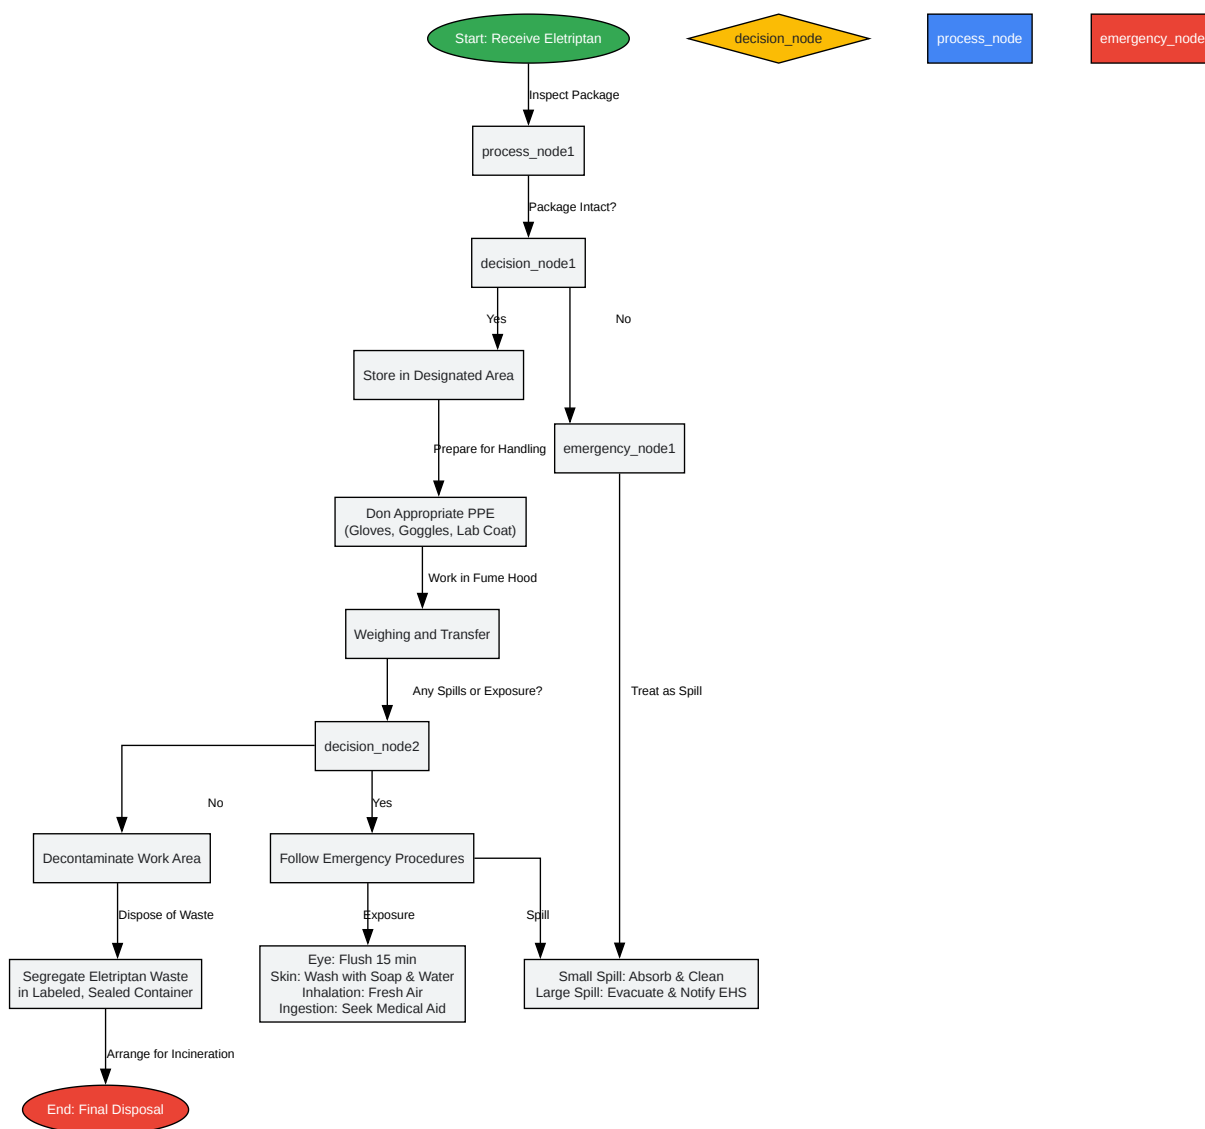 Start: Receive Eletriptan
decision_node
process_node
emergency_node
Inspect Package
process_node1
Package Intact?
decision_node1
Yes
No
Store in Designated Area
Prepare for Handling
emergency_node1
Don Appropriate PPE
(Gloves, Goggles, Lab Coat)
Work in Fume Hood
Weighing and Transfer
Any Spills or Exposure?
Treat as Spill
decision_node2
No
Yes
Decontaminate Work Area
Follow Emergency Procedures
Dispose of Waste
Exposure
Spill
Segregate Eletriptan Waste
in Labeled, Sealed Container
Eye: Flush 15 min
Skin: Wash with Soap & Water
Inhalation: Fresh Air
Ingestion: Seek Medical Aid
Small Spill: Absorb & Clean
Large Spill: Evacuate & Notify EHS
Arrange for Incineration
End: Final Disposal